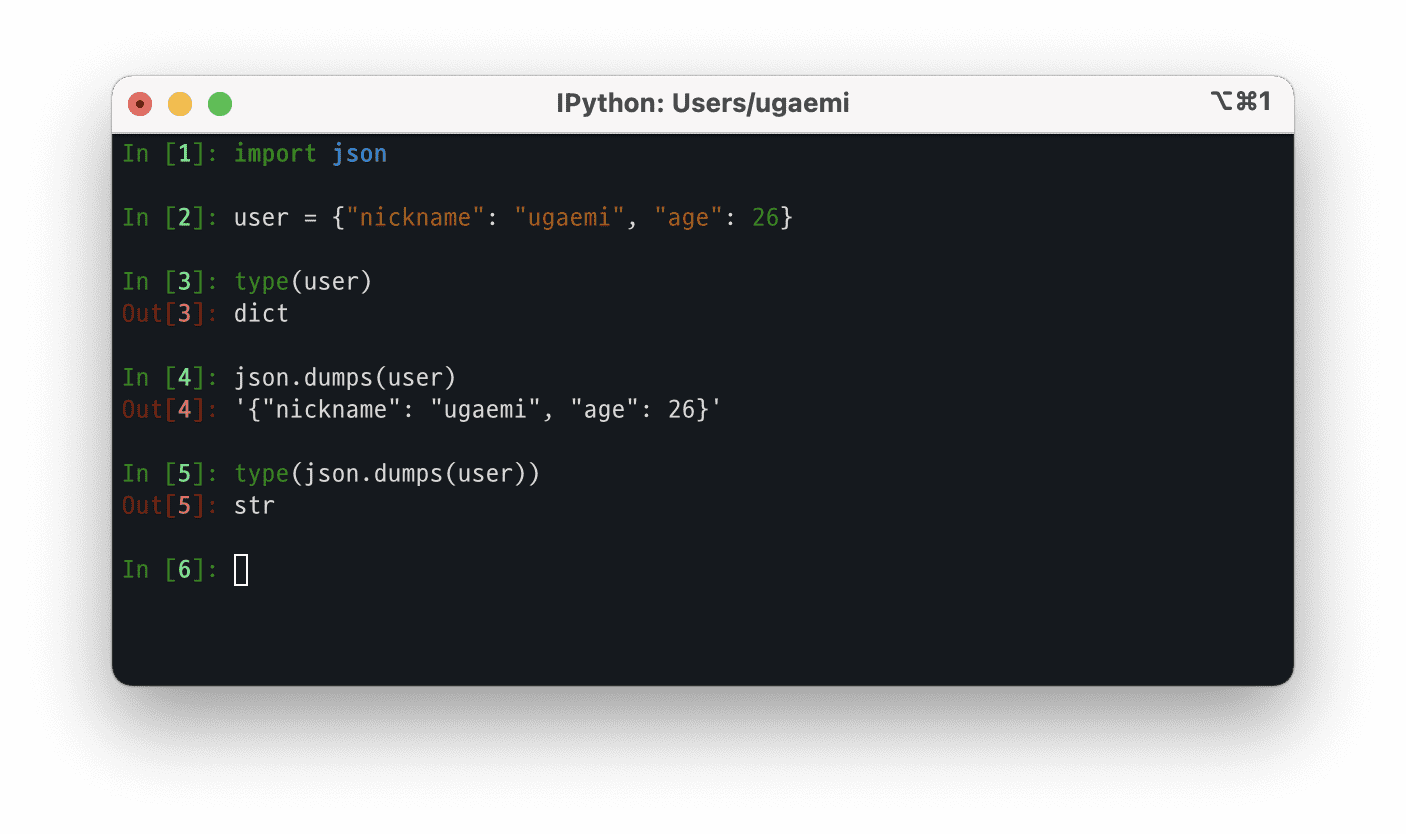 IPython: Users/ugaemi
⌥⌘1
In [1]: import json
In [2]: user = {"nickname": "ugaemi", "age": 26}
In [3]: type(user)
Out[3]: dict
In [4]: json.dumps(user)
Out[4]: '{"nickname": "ugaemi", "age": 26}'
In [5]: type(json.dumps(user))
Out[5]: str
In [6]: